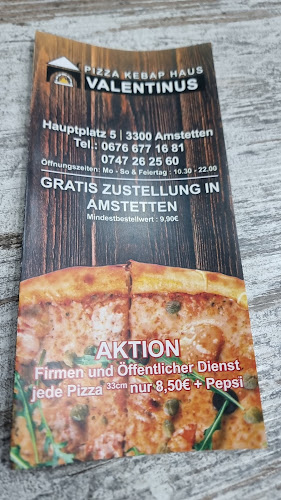 PIZZA KEBAP HAUS
VALENTINUS
Hauptplatz 5 | 3300 Amstetten
Tel.: 0676 677 16 81
0747 26 25 60
Öffnungszeiten: Mo - So & Feiertag : 10.30 - 22.00
GRATIS ZUSTELLUNG IN
AMSTETTEN
Mindestbestellwert : 9,90€
AKTION
Firmen und Öffentlicher Dienst
jede Pizza 33cm nur 8,50€ + Pepsi